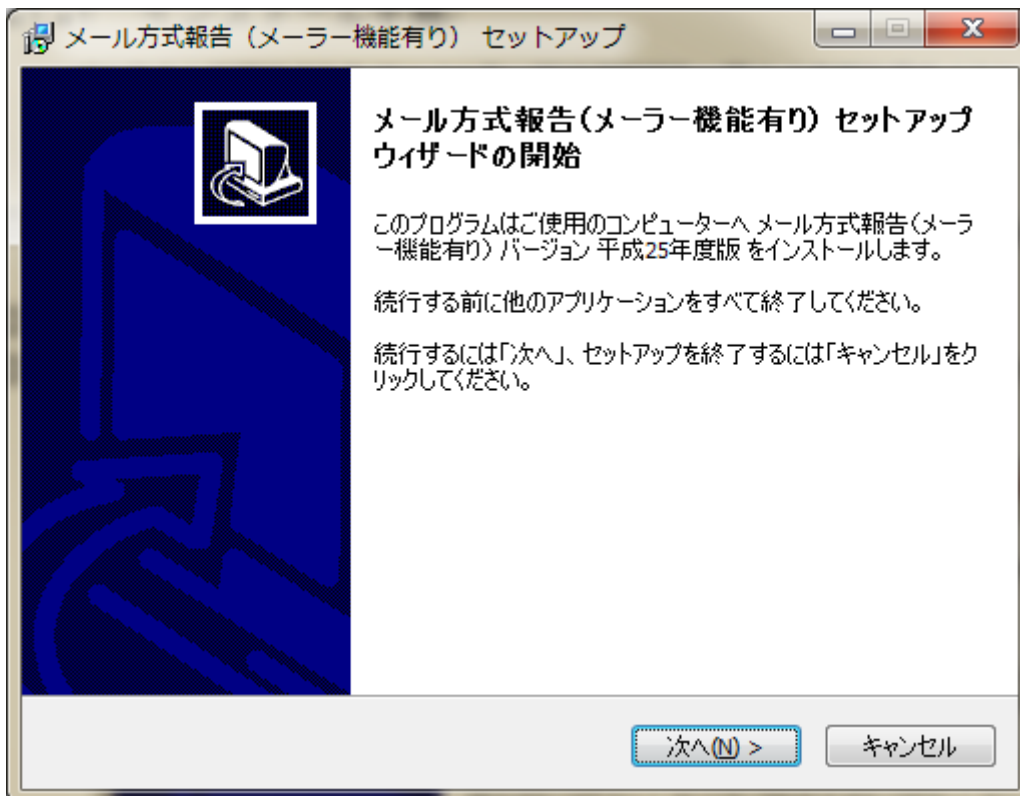 メール方式報告（メーラー機能有り） セットアップ
メール方式報告(メーラー機能有り) セットアップ
ウィザードの開始
このプログラムはご使用のコンピューターへ メール方式報告(メーラ
ー機能有り) バージョン 平成25年度版 をインストールします。
続行する前に他のアプリケーションをすべて終了してください。
続行するには「次へ」、セットアップを終了するには「キャンセル」をク
リックしてください。
次へ(N) >
キャンセル